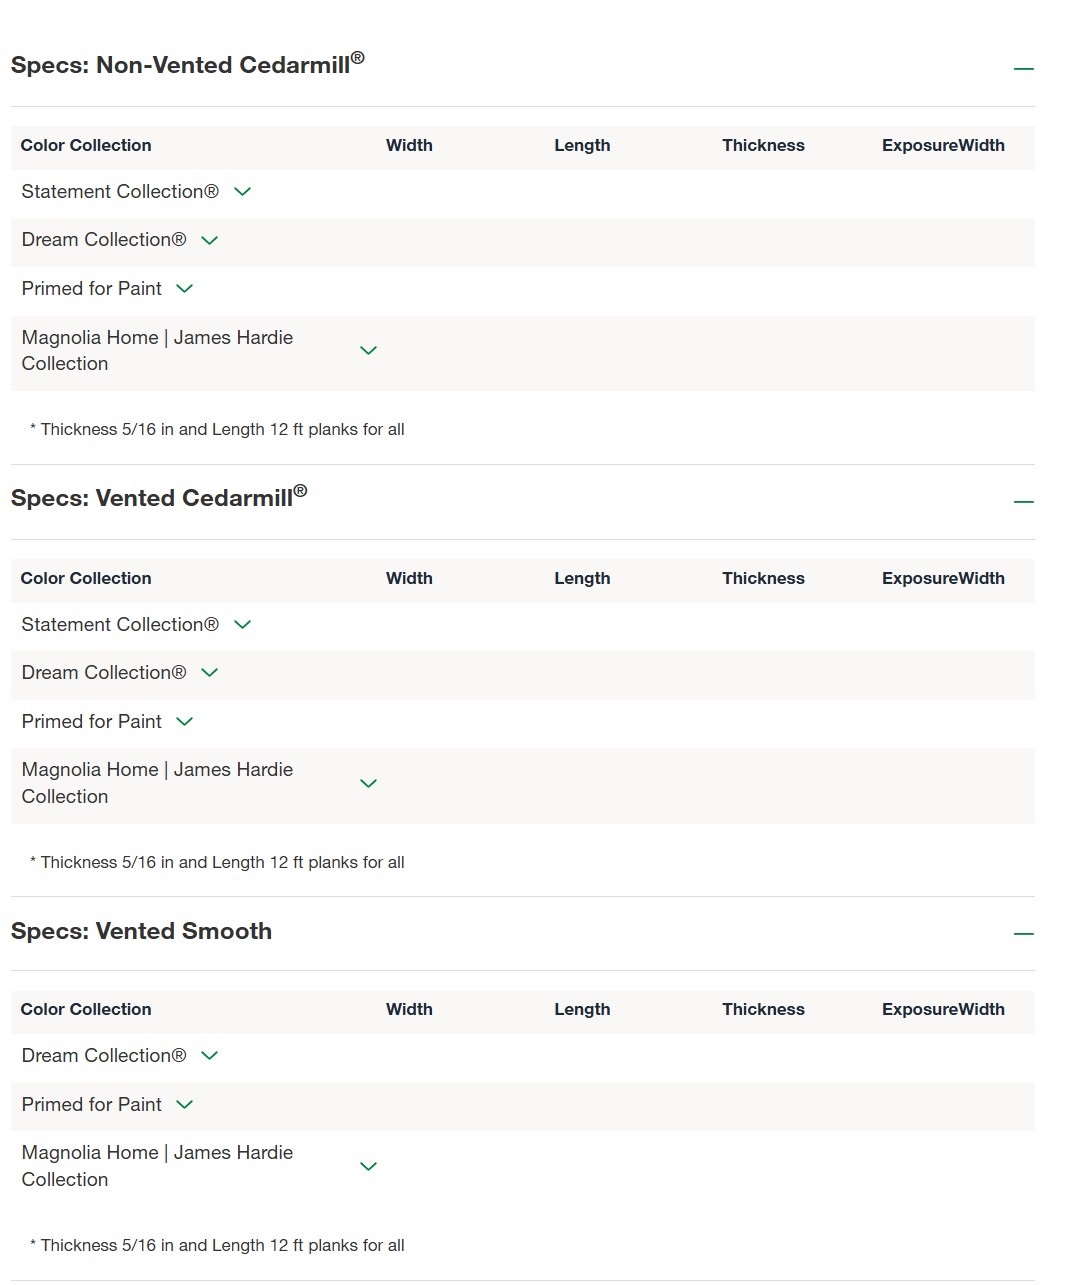 Specs: Non-Vented Cedarmill®
Color Collection Width Length Thickness ExposureWidth
Statement Collection®
Dream Collection®
Primed for Paint
Magnolia Home | James Hardie
Collection
* Thickness 5/16 in and Length 12 ft planks for all
Specs: Vented Cedarmill®
Color Collection Width Length Thickness ExposureWidth
Statement Collection®
Dream Collection®
Primed for Paint
Magnolia Home | James Hardie
Collection
* Thickness 5/16 in and Length 12 ft planks for all
Specs: Vented Smooth
Color Collection Width Length Thickness ExposureWidth
Dream Collection®
Primed for Paint
Magnolia Home | James Hardie
Collection
* Thickness 5/16 in and Length 12 ft planks for all